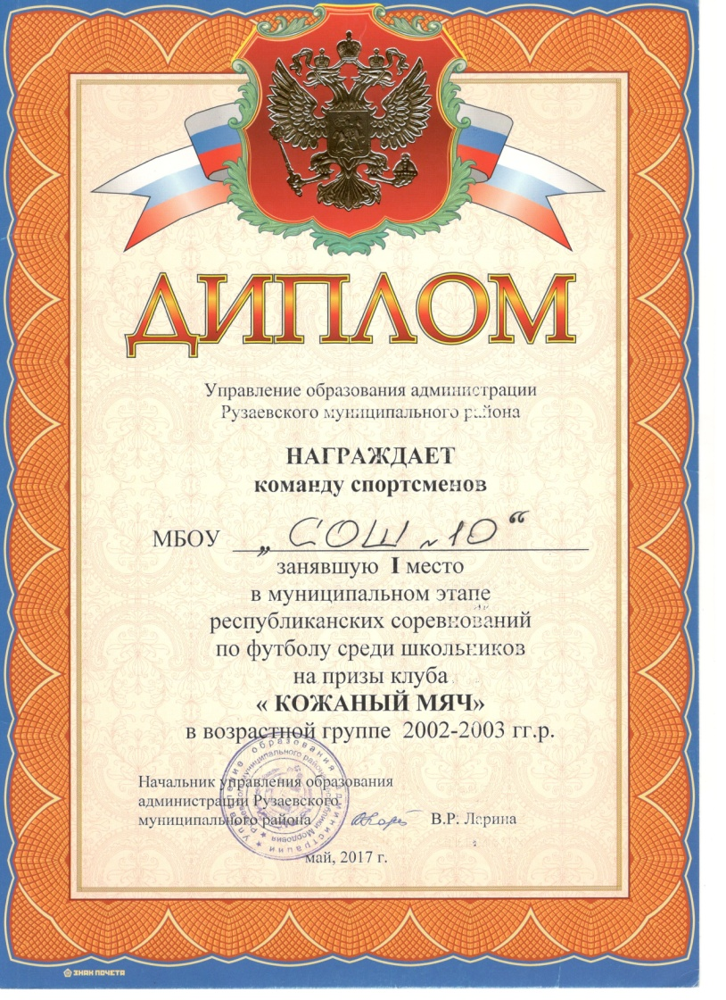 ДИПЛОМ
Управление образования администрации
Рузаевского муниципального района
НАГРАЖДАЕТ
команду спортсменов
МБОУ „СОШ №10“
занявшую I место
в муниципальном этапе
республиканских соревнований
по футболу среди школьников
на призы клуба
« КОЖАНЫЙ МЯЧ»
в возрастной группе 2002-2003 гг.р.
Начальник управления образования
администрации Рузаевского
муниципального района В.Р. Ларина
май, 2017 г.
ЗНАК ПОЧЕТА